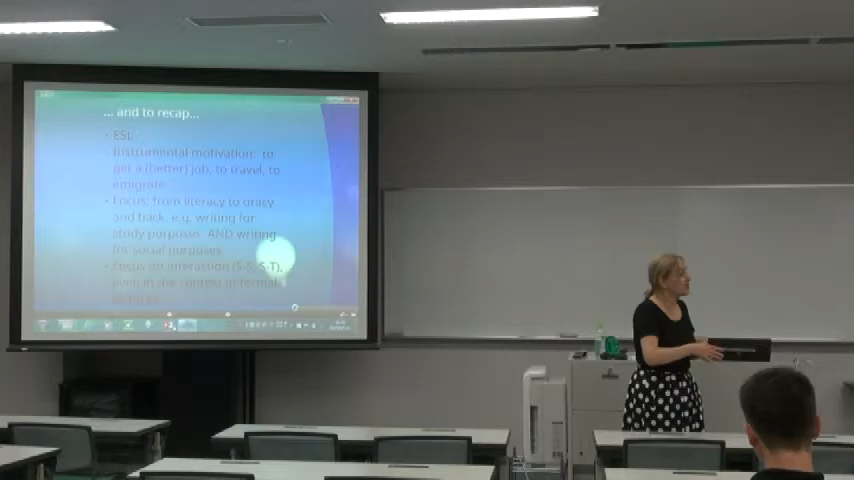 ... and to recap...
• ESL
• Instrumental motivation: to
get a (better) job, to travel, to
emigrate
• Focus: from literacy to oracy
and back, e.g. writing for
study purposes AND writing
for social purposes
• Focus on interaction (S-S, S-T),
even in the context of formal